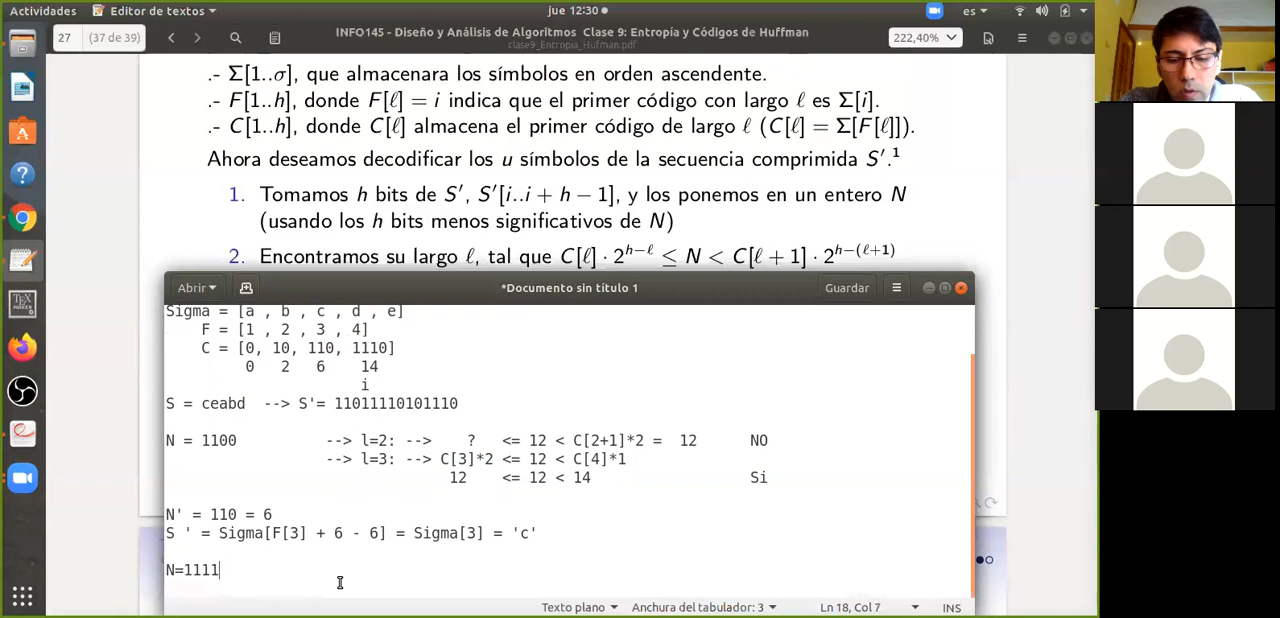 Actividades Editor de textos jue 12:30 es
27 (37 de 39) INFO145 - Diseño y Análisis de Algoritmos Clase 9: Entropía y Códigos de Huffman 222,40%
clase9_Entropia_Hufman.pdf
.- Σ[1..σ], que almacenara los símbolos en orden ascendente.
.- F[1..h], donde F[ℓ] = i indica que el primer código con largo ℓ es Σ[i].
.- C[1..h], donde C[ℓ] almacena el primer código de largo ℓ (C[ℓ] = Σ[F[ℓ]]).
Ahora deseamos decodificar los u símbolos de la secuencia comprimida S′.¹
1. Tomamos h bits de S′, S′[i..i + h − 1], y los ponemos en un entero N
(usando los h bits menos significativos de N)
2. Encontramos su largo ℓ, tal que C[ℓ] · 2^{h−ℓ} ≤ N < C[ℓ + 1] · 2^{h−(ℓ+1)}
Abrir *Documento sin título 1 Guardar
Sigma = [a , b , c , d , e]
F = [1 , 2 , 3 , 4]
C = [0, 10, 110, 1110]
0 2 6 14
i
S = ceabd --> S'= 11011110101110
N = 1100 --> l=2: --> ? <= 12 < C[2+1]*2 = 12 NO
--> l=3: --> C[3]*2 <= 12 < C[4]*1
12 <= 12 < 14 Si
N' = 110 = 6
S ' = Sigma[F[3] + 6 - 6] = Sigma[3] = 'c'
N=1111
Texto plano Anchura del tabulador: 3 Ln 18, Col 7 INS